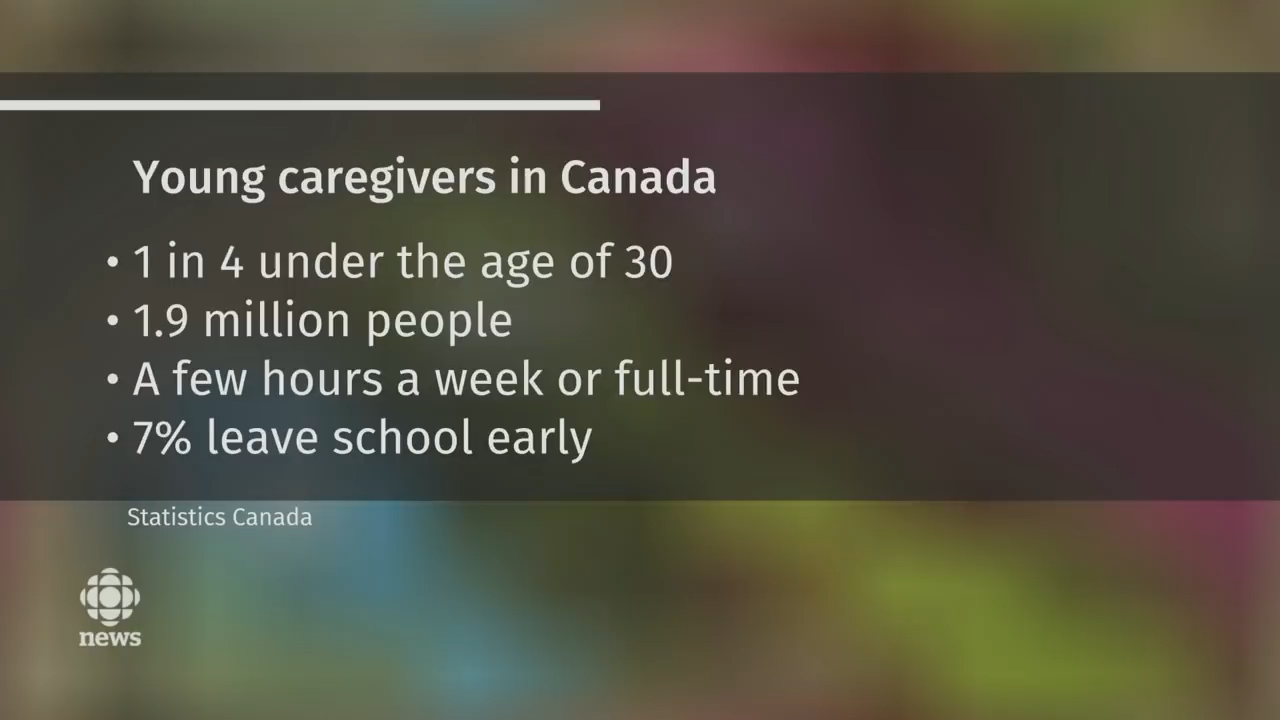 Young caregivers in Canada
• 1 in 4 under the age of 30
• 1.9 million people
• A few hours a week or full-time
• 7% leave school early
Statistics Canada
news